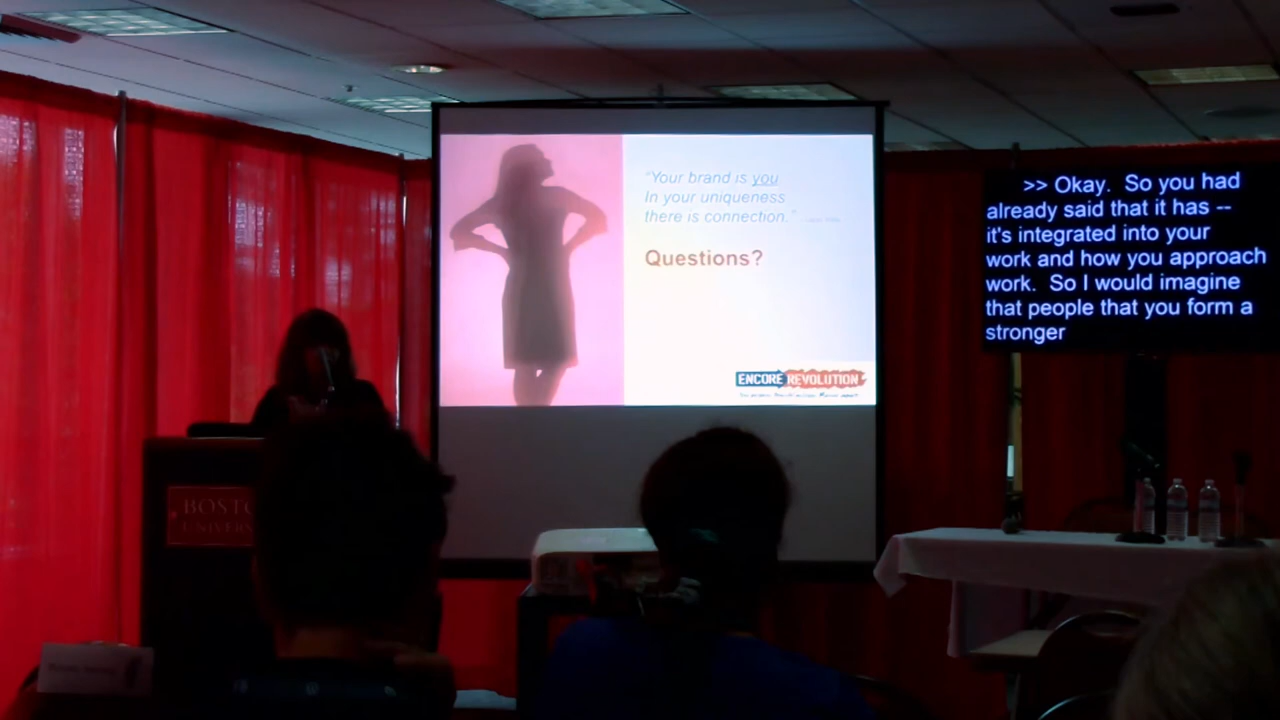 "Your brand is you
In your uniqueness
there is connection."
Questions?
ENCORE REVOLUTION
>> Okay. So you had
already said that it has --
it's integrated into your
work and how you approach
work. So I would imagine
that people that you form a
stronger
BOSTO
UNIVERS